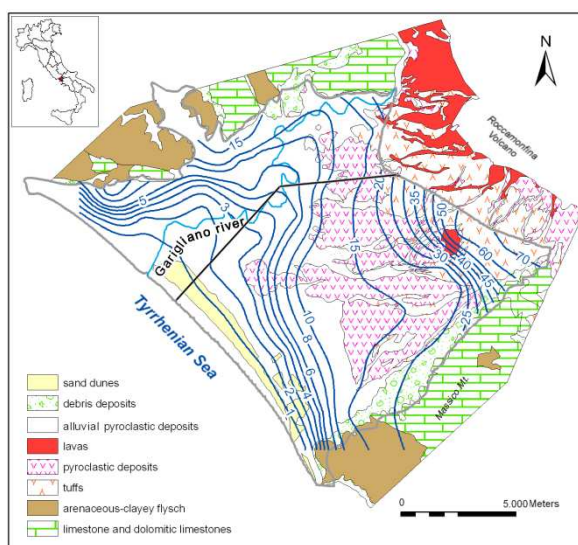 N
Roccamonfina
Volcano
15
5
3
Garigliano river
Tyrrhenian Sea
35
50
60
70
40
45
30
25
15
10
8
6
4
2
1
Massico Mt.
sand dunes
debris deposits
alluvial pyroclastic deposits
lavas
pyroclastic deposits
tuffs
arenaceous-clayey flysch
limestone and dolomitic limestones
0
5.000 Meters